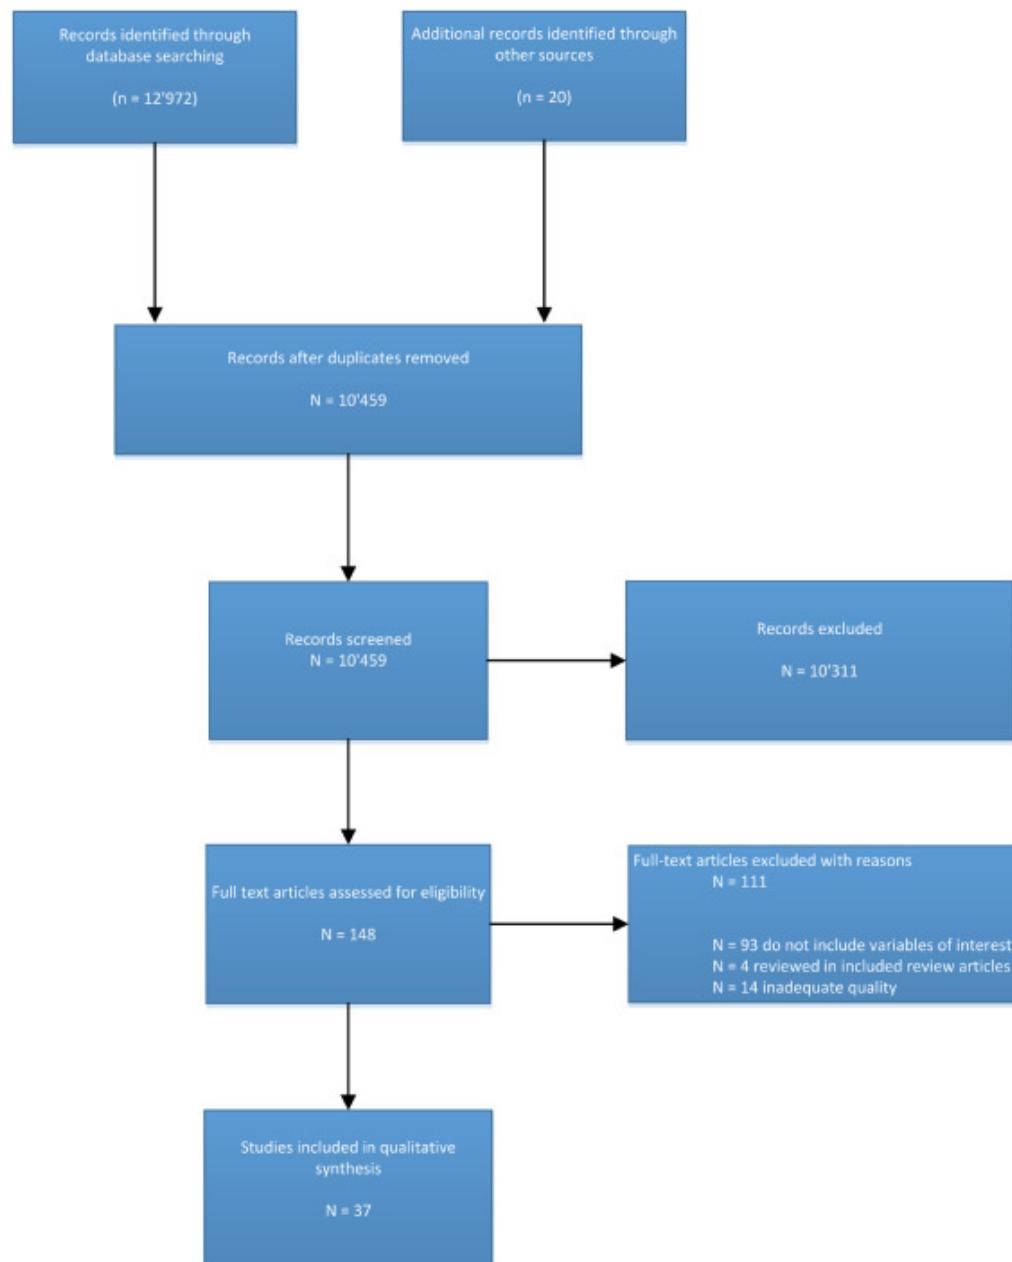 Records identified through
database searching
(n = 12'972)
Additional records identified through
other sources
(n = 20)
Records after duplicates removed
N = 10'459
Records screened
N = 10'459
Records excluded
N = 10'311
Full text articles assessed for eligibility
N = 148
Full-text articles excluded with reasons
N = 111
N = 93 do not include variables of interest
N = 4 reviewed in included review articles
N = 14 inadequate quality
Studies included in qualitative
synthesis
N = 37